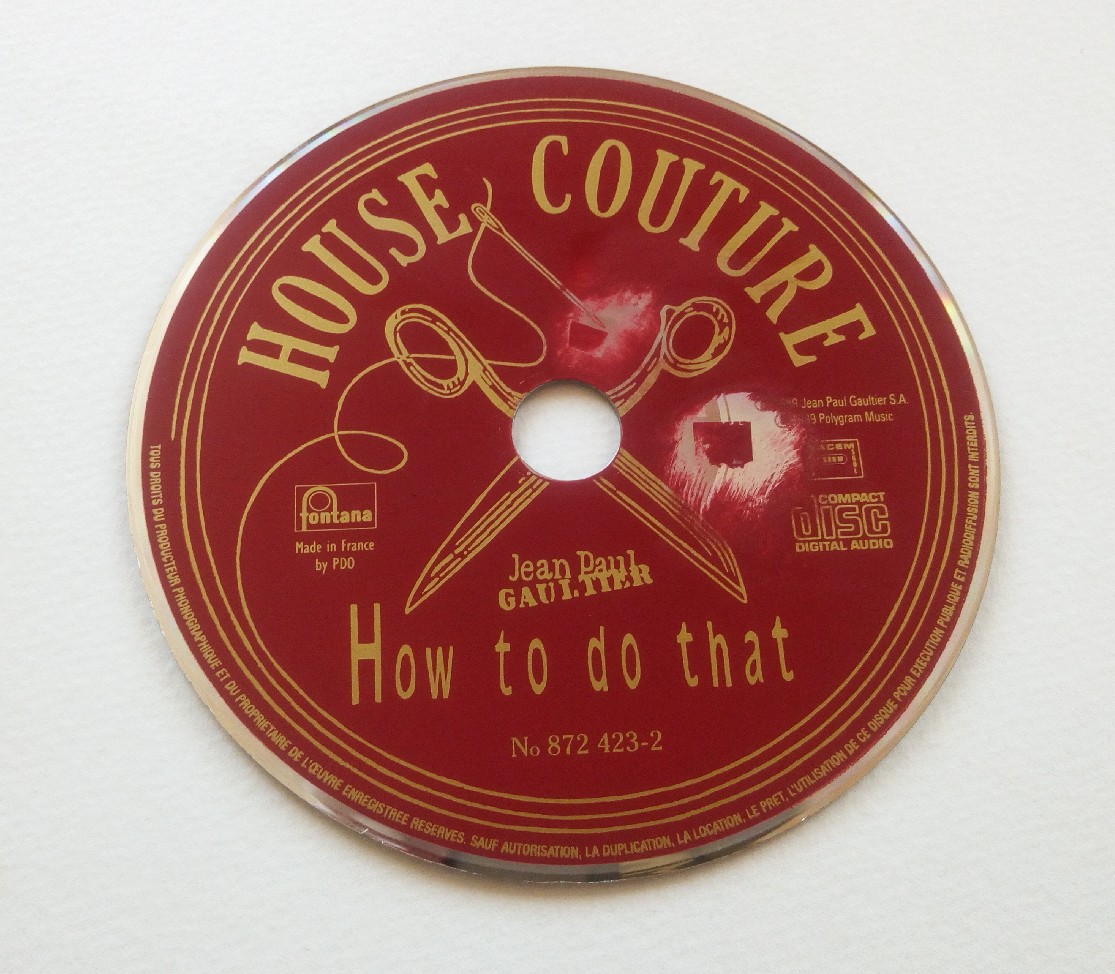 HOUSE COUTURE
Jean Paul Gaultier S.A.
Polygram Music
fontana
Made in France
by PDO
COMPACT
disc
DIGITAL AUDIO
Jean Paul
GAULTIER
How to do that
No 872 423-2
TOUS DROITS DU PRODUCTEUR PHONOGRAPHIQUE ET DU PROPRIETAIRE DE L'ŒUVRE ENREGISTREE RESERVES. SAUF AUTORISATION, LA DUPLICATION, LA LOCATION, LE PRET, L'UTILISATION DE CE DISQUE POUR EXECUTION PUBLIQUE ET RADIODIFFUSION SONT INTERDITS.